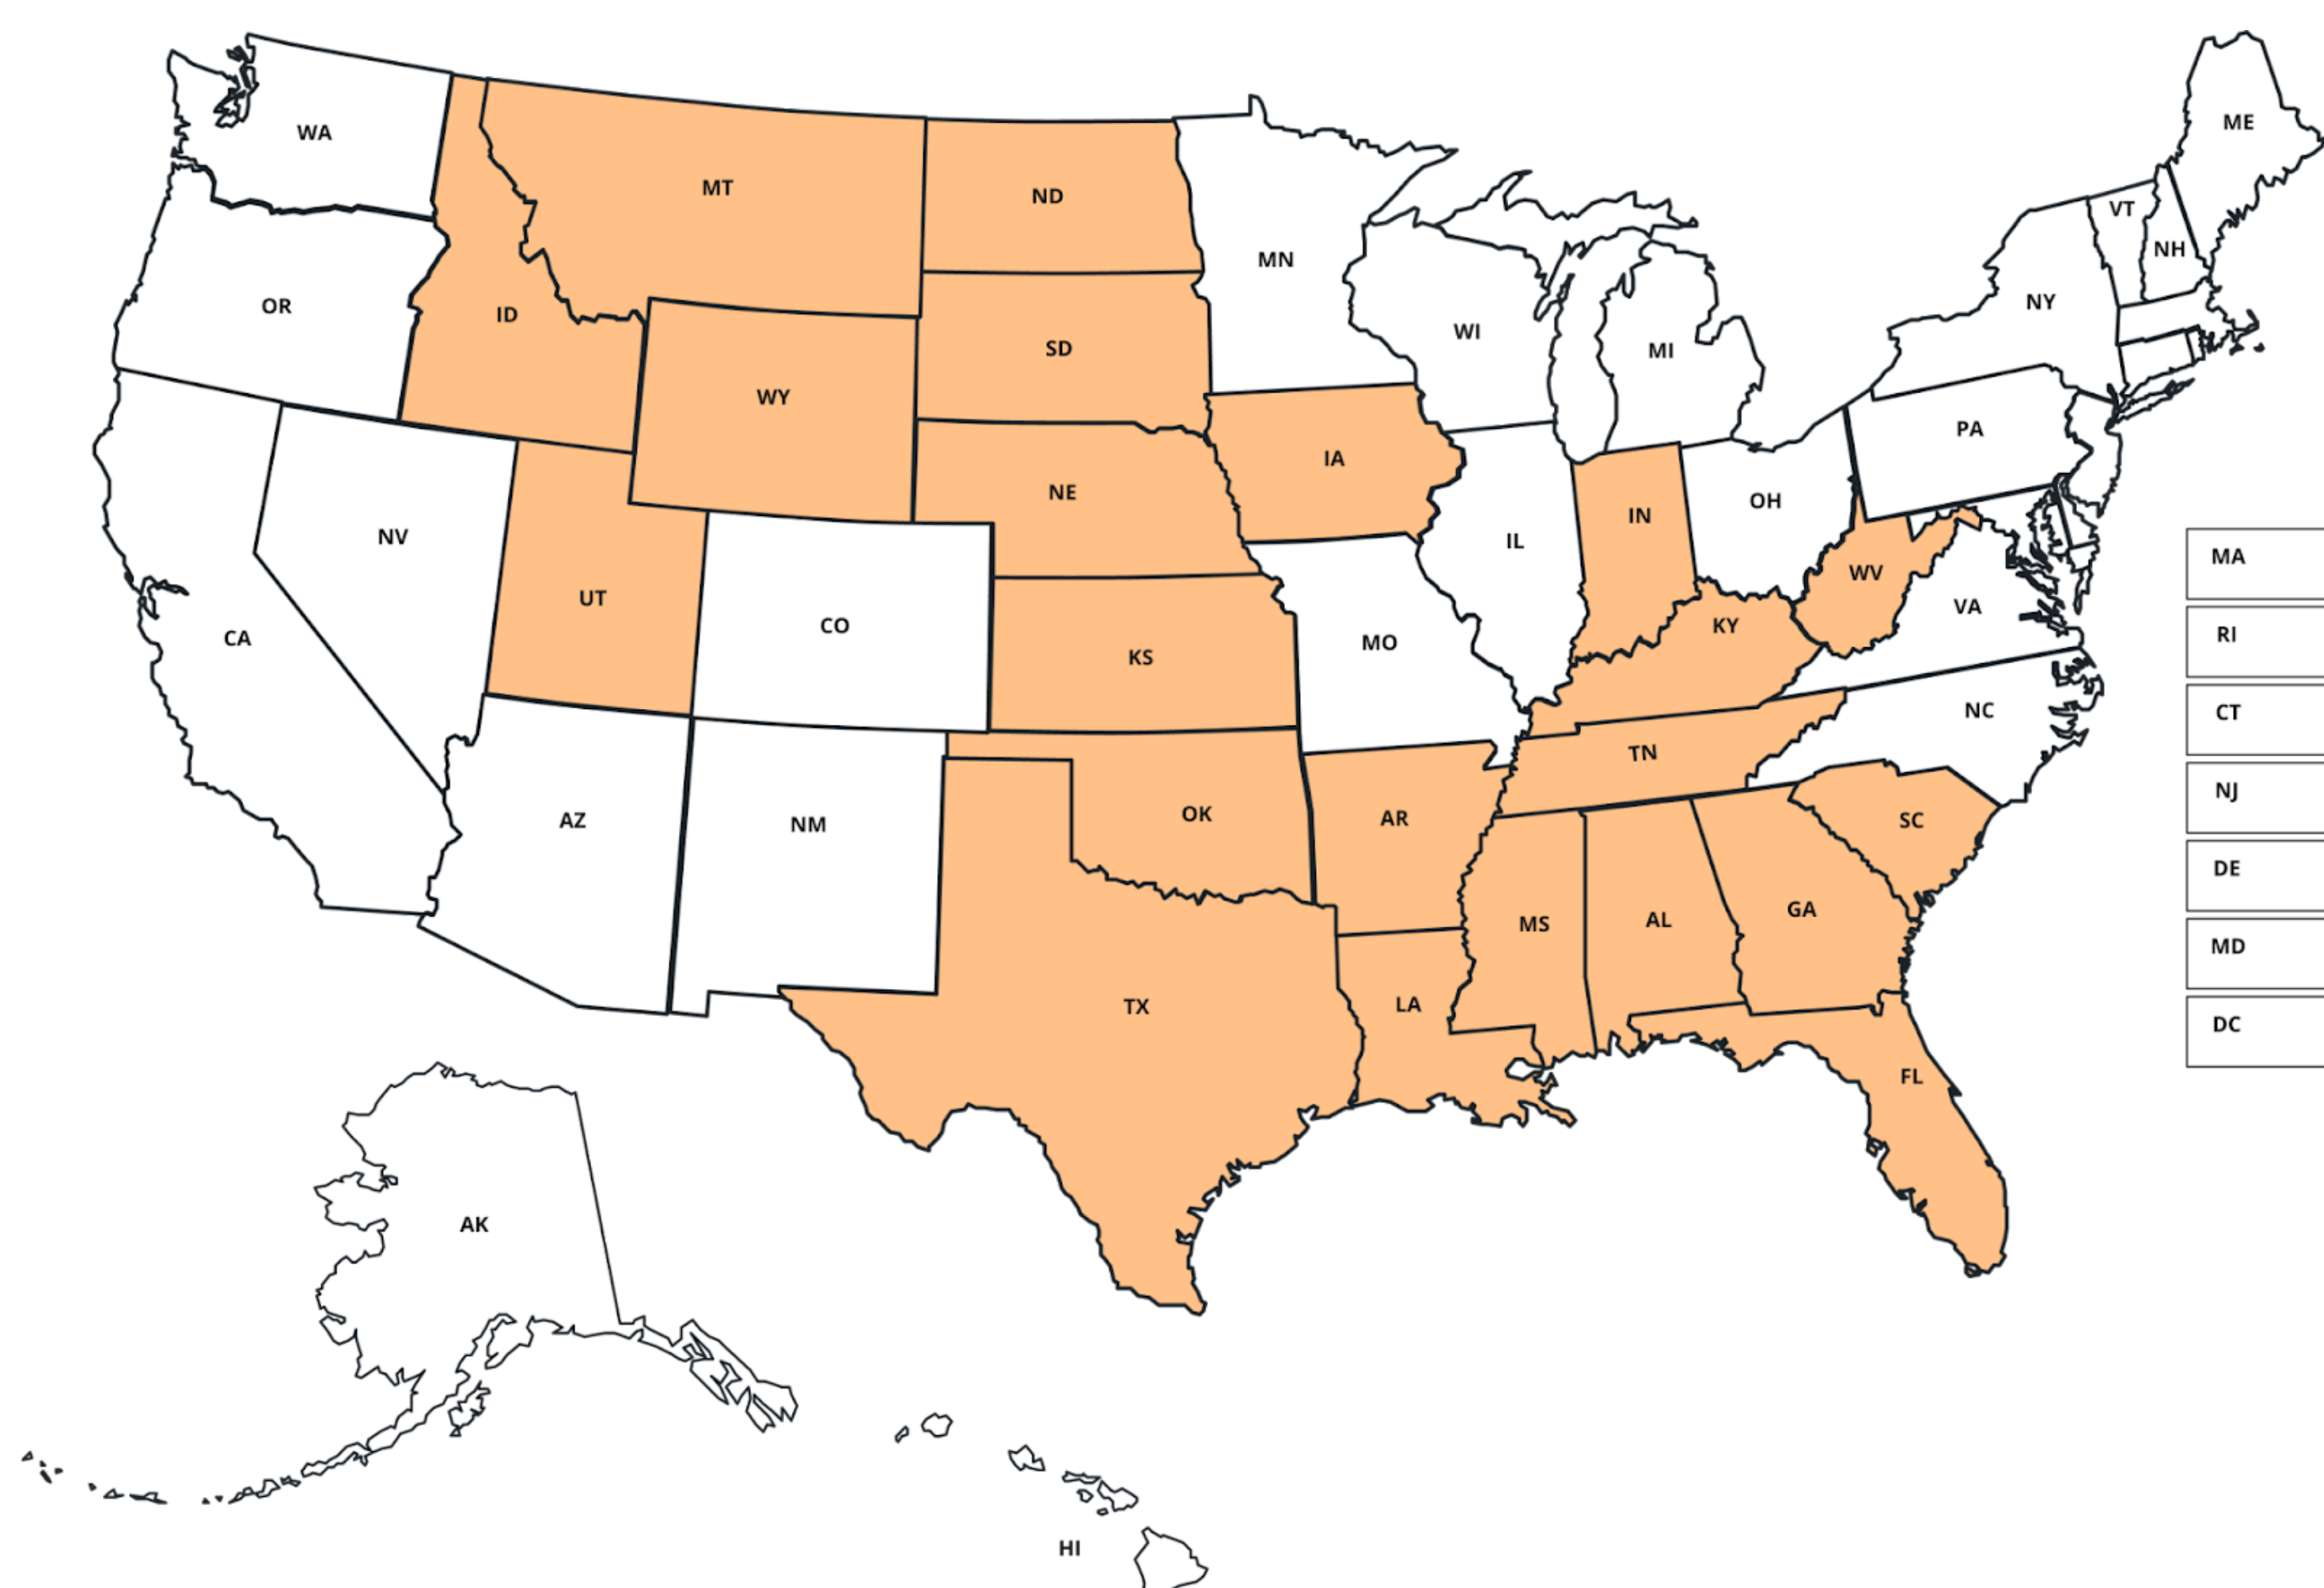 ME
WA
MT
ND
VT
NH
MN
OR
ID
NY
WI
SD
MI
WY
PA
IA
NE
OH
IN
NV
IL
MA
WV
UT
VA
CO
KY
RI
CA
MO
KS
NC
CT
TN
NJ
OK
AR
SC
AZ
NM
DE
GA
AL
MS
MD
LA
TX
DC
FL
AK
HI